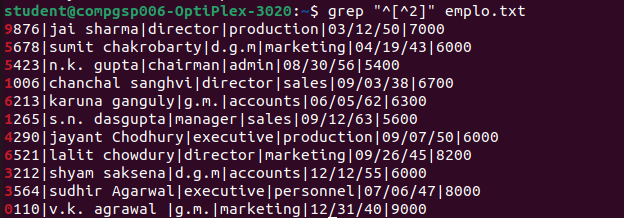 student@compgsp006-OptiPlex-3020:~$ grep "^[^2]" emplo.txt
9876|jai sharma|director|production|03/12/50|7000
5678|sumit chakrobarty|d.g.m|marketing|04/19/43|6000
5423|n.k. gupta|chairman|admin|08/30/56|5400
1006|chanchal sanghvi|director|sales|09/03/38|6700
6213|karuna ganguly|g.m.|accounts|06/05/62|6300
1265|s.n. dasgupta|manager|sales|09/12/63|5600
4290|jayant Chodhury|executive|production|09/07/50|6000
6521|lalit chowdury|director|marketing|09/26/45|8200
3212|shyam saksena|d.g.m|accounts|12/12/55|6000
3564|sudhir Agarwal|executive|personnel|07/06/47|8000
0110|v.k. agrawal |g.m.|marketing|12/31/40|9000